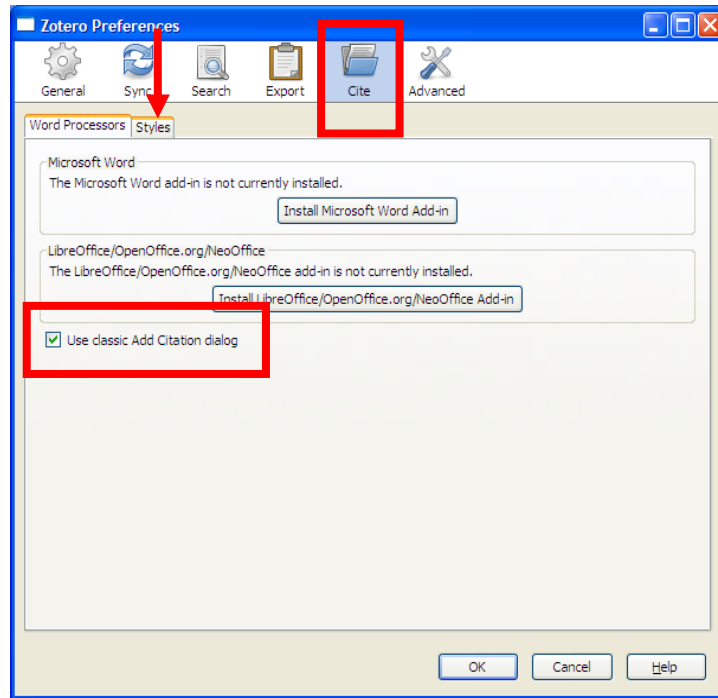 Zotero Preferences
General Sync Search Export Cite Advanced
Word Processors Styles
Microsoft Word
The Microsoft Word add-in is not currently installed.
Install Microsoft Word Add-in
LibreOffice/OpenOffice.org/NeoOffice
The LibreOffice/OpenOffice.org/NeoOffice add-in is not currently installed.
Install LibreOffice/OpenOffice.org/NeoOffice Add-in
Use classic Add Citation dialog
OK Cancel Help